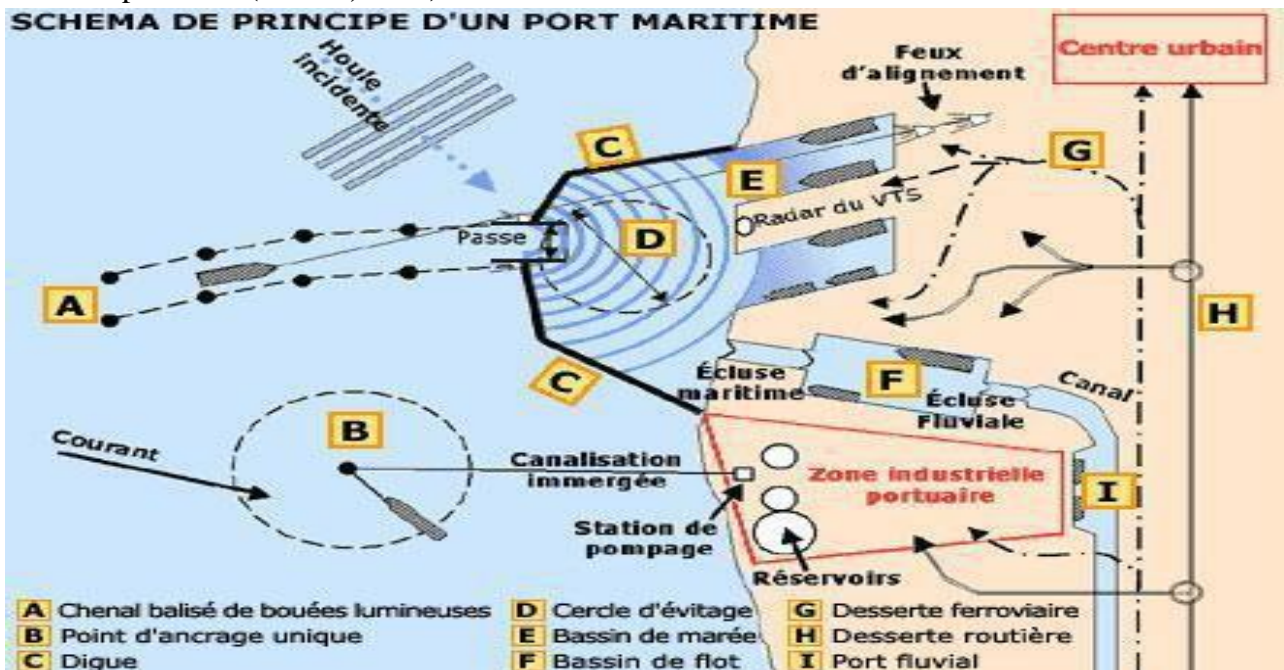 SCHEMA DE PRINCIPE D'UN PORT MARITIME
Centre urbain
Feux
d'alignement
Houle
incidente
C
G
E
Radar du VTS
Passe
D
A
H
Écluse
maritime
F
Écluse
Fluviale
Canal
C
B
Courant
Canalisation
immergée
Zone industrielle
portuaire
I
Station de
pompage
Réservoirs
A Chenal balisé de bouées lumineuses
B Point d'ancrage unique
C Digue
D Cercle d'évitage
E Bassin de marée
F Bassin de flot
G Desserte ferroviaire
H Desserte routière
I Port fluvial